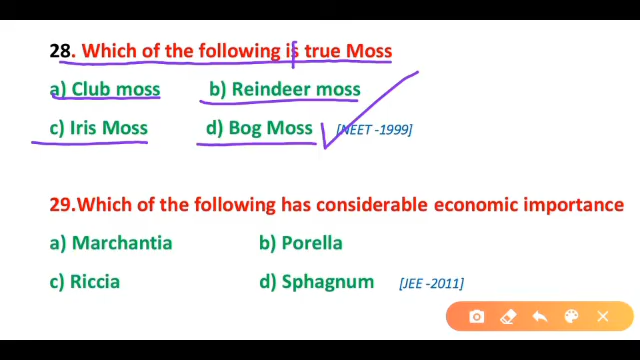 28. Which of the following is true Moss
a) Club moss b) Reindeer moss
c) Iris Moss d) Bog Moss [NEET -1999]
29.Which of the following has considerable economic importance
a) Marchantia b) Porella
c) Riccia d) Sphagnum [JEE -2011]